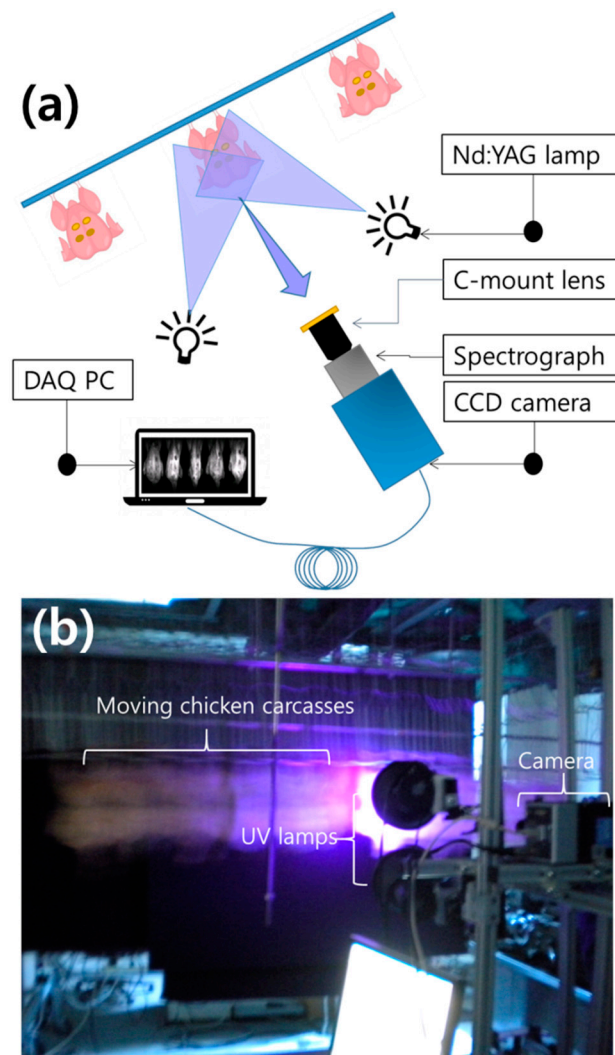 (a)
Nd:YAG lamp
C-mount lens
Spectrograph
DAQ PC
CCD camera
(b)
Moving chicken carcasses
Camera
UV lamps